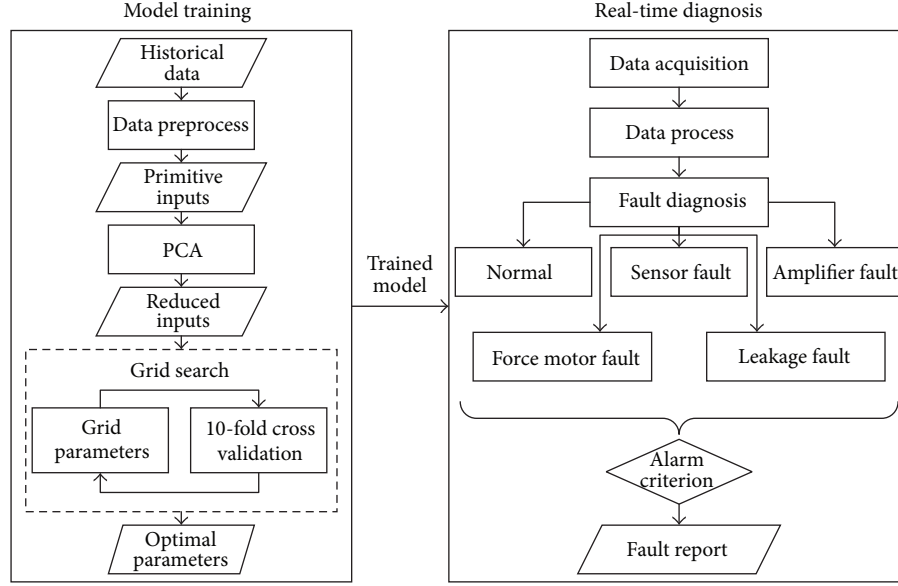 Model training
Historical
data
Data preprocess
Primitive
inputs
PCA
Reduced
inputs
Grid search
Grid
parameters
10-fold cross
validation
Optimal
parameters
Trained
model
Real-time diagnosis
Data acquisition
Data process
Fault diagnosis
Normal
Sensor fault
Amplifier fault
Force motor fault
Leakage fault
Alarm
criterion
Fault report